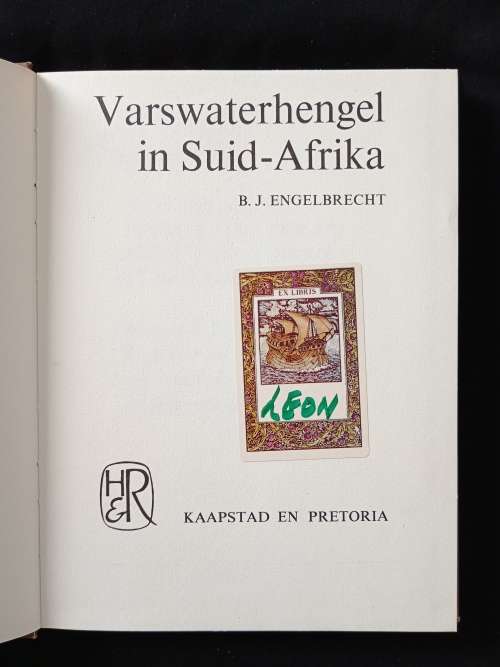 Varswaterhengel
in Suid-Afrika
B. J. ENGELBRECHT
EX LIBRIS
LEON
H&R
KAAPSTAD EN PRETORIA